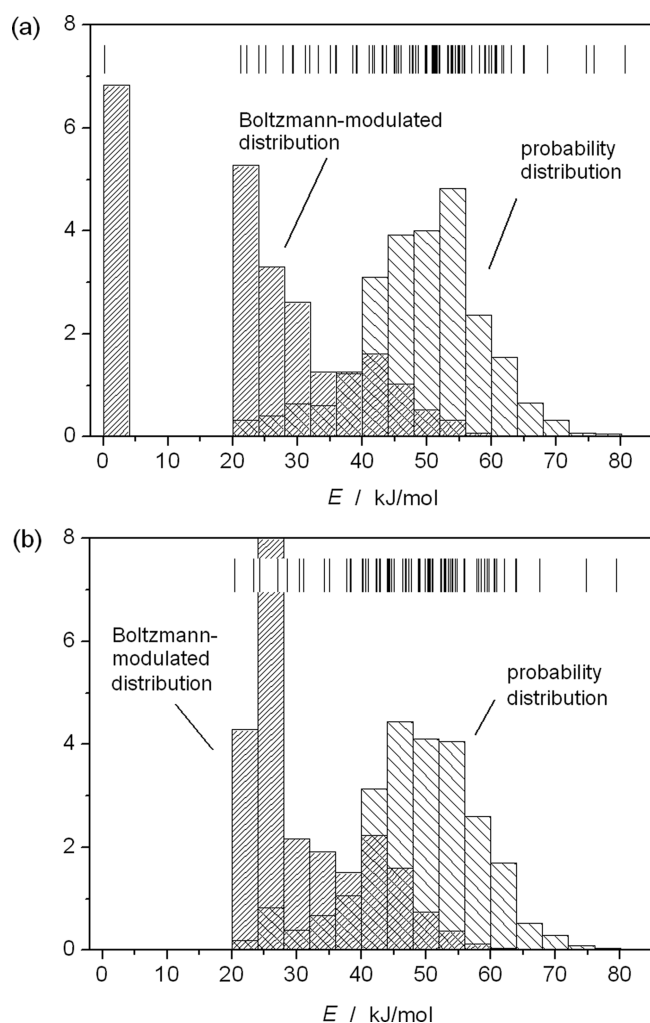 (a)
8
6
4
2
0
Boltzmann-modulated
distribution
probability
distribution
0 10 20 30 40 50 60 70 80
E / kJ/mol
(b)
8
6
4
2
0
Boltzmann-
modulated
distribution
probability
distribution
0 10 20 30 40 50 60 70 80
E / kJ/mol